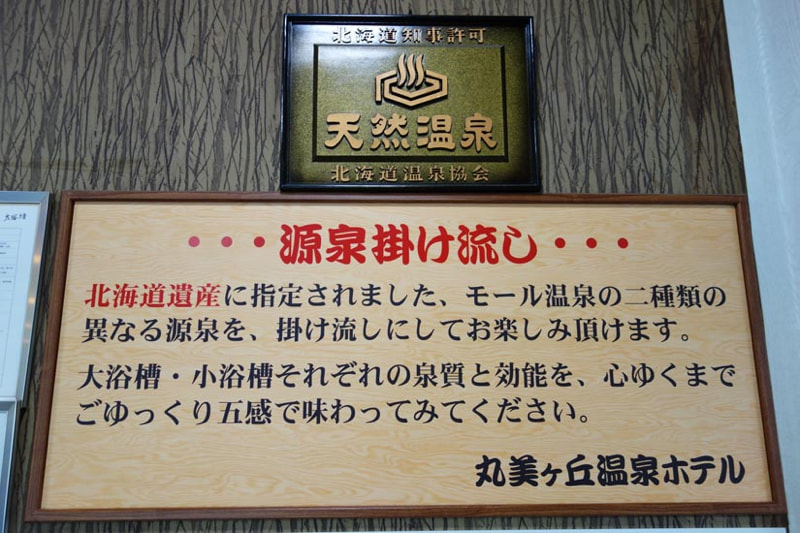 北海道知事許可
天然温泉
北海道温泉協会
・・・源泉掛け流し・・・
北海道遺産に指定されました、モール温泉の二種類の
異なる源泉を、掛け流しにしてお楽しみ頂けます。
大浴槽・小浴槽それぞれの泉質と効能を、心ゆくまで
ごゆっくり五感で味わってみてください。
丸美ヶ丘温泉ホテル